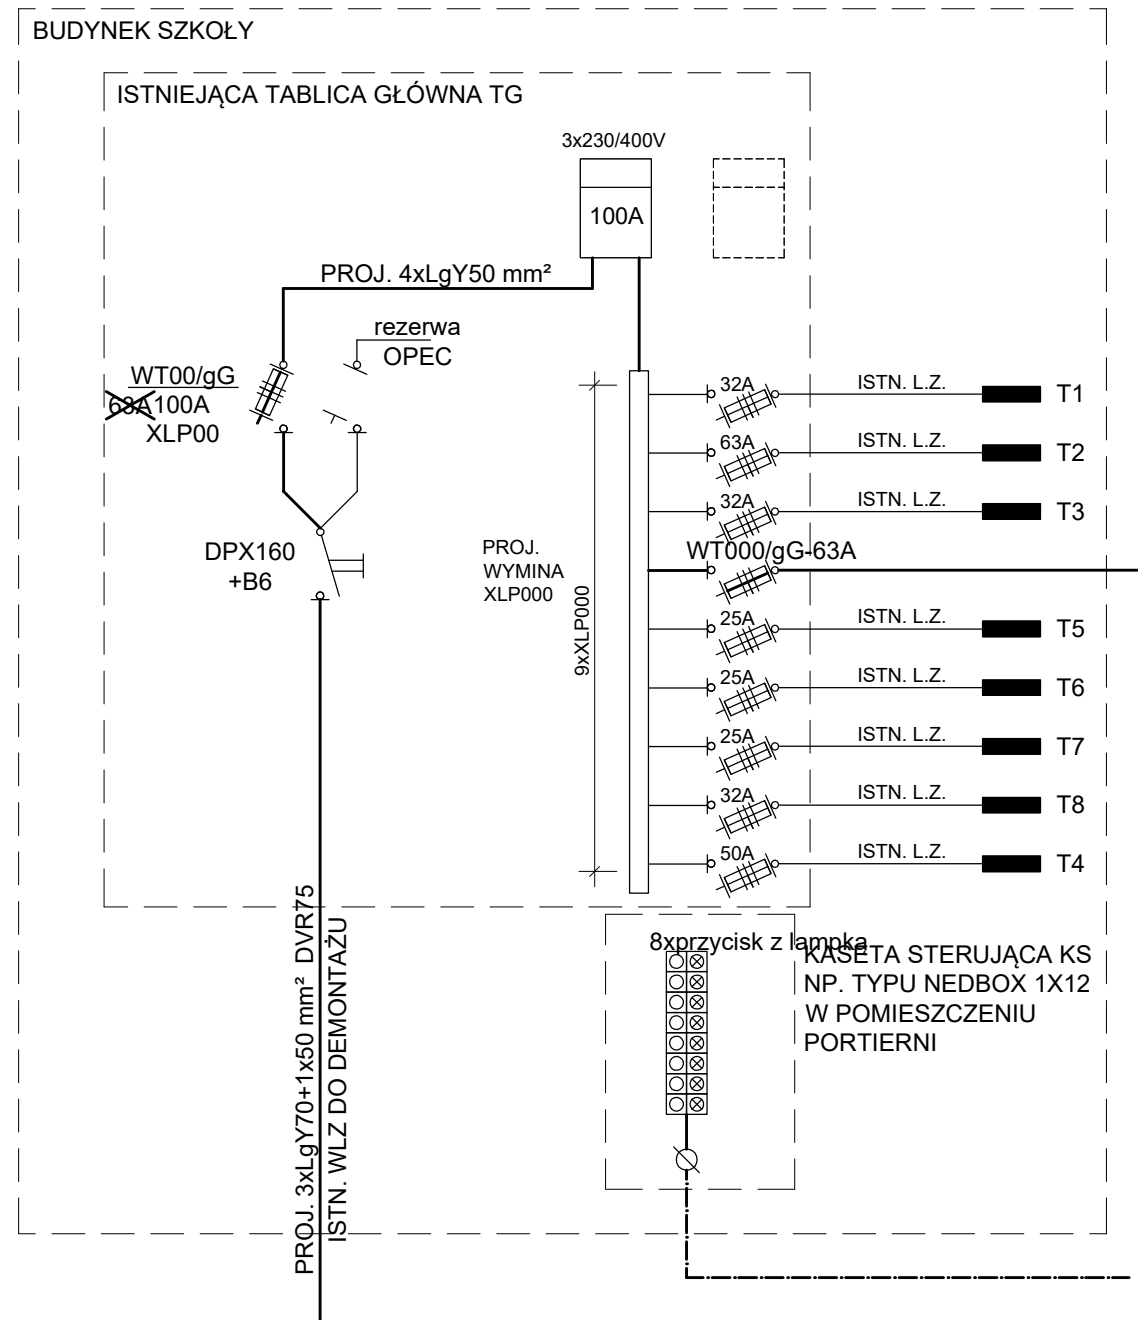 BUDYNEK SZKOŁY
ISTNIEJĄCA TABLICA GŁÓWNA TG
3x230/400V
100A
PROJ. 4xLgY50 mm²
rezerwa
OPEC
WT00/gG
63A 100A
XLP00
DPX160
+B6
PROJ.
WYMINA
XLP000
9xXLP000
32A ISTN. L.Z. T1
63A ISTN. L.Z. T2
32A ISTN. L.Z. T3
WT000/gG-63A
25A ISTN. L.Z. T5
25A ISTN. L.Z. T6
25A ISTN. L.Z. T7
32A ISTN. L.Z. T8
50A ISTN. L.Z. T4
PROJ. 3xLgY70+1x50 mm² DVR75
ISTN. WLZ DO DEMONTAŻU
8xprzycisk z lampka
KASETA STERUJĄCA KS
NP. TYPU NEDBOX 1X12
W POMIESZCZENIU
PORTIERNI